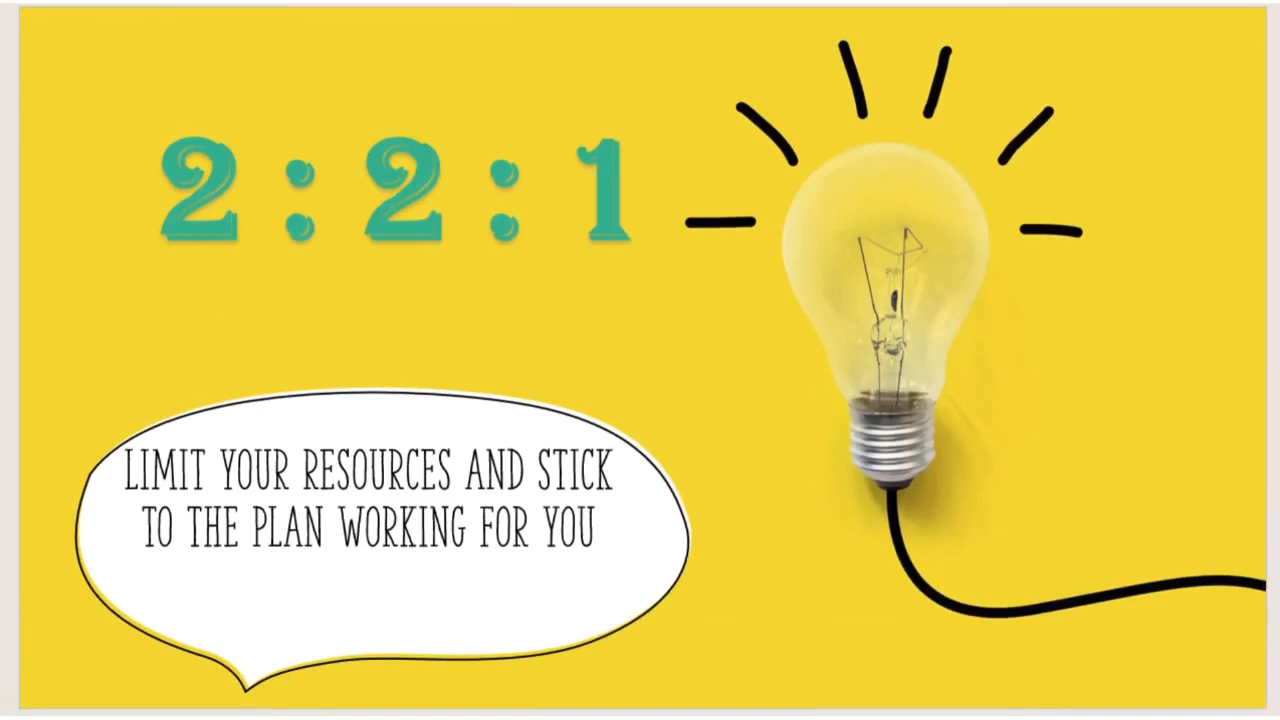 2 : 2 : 1
LIMIT YOUR RESOURCES AND STICK
TO THE PLAN WORKING FOR YOU